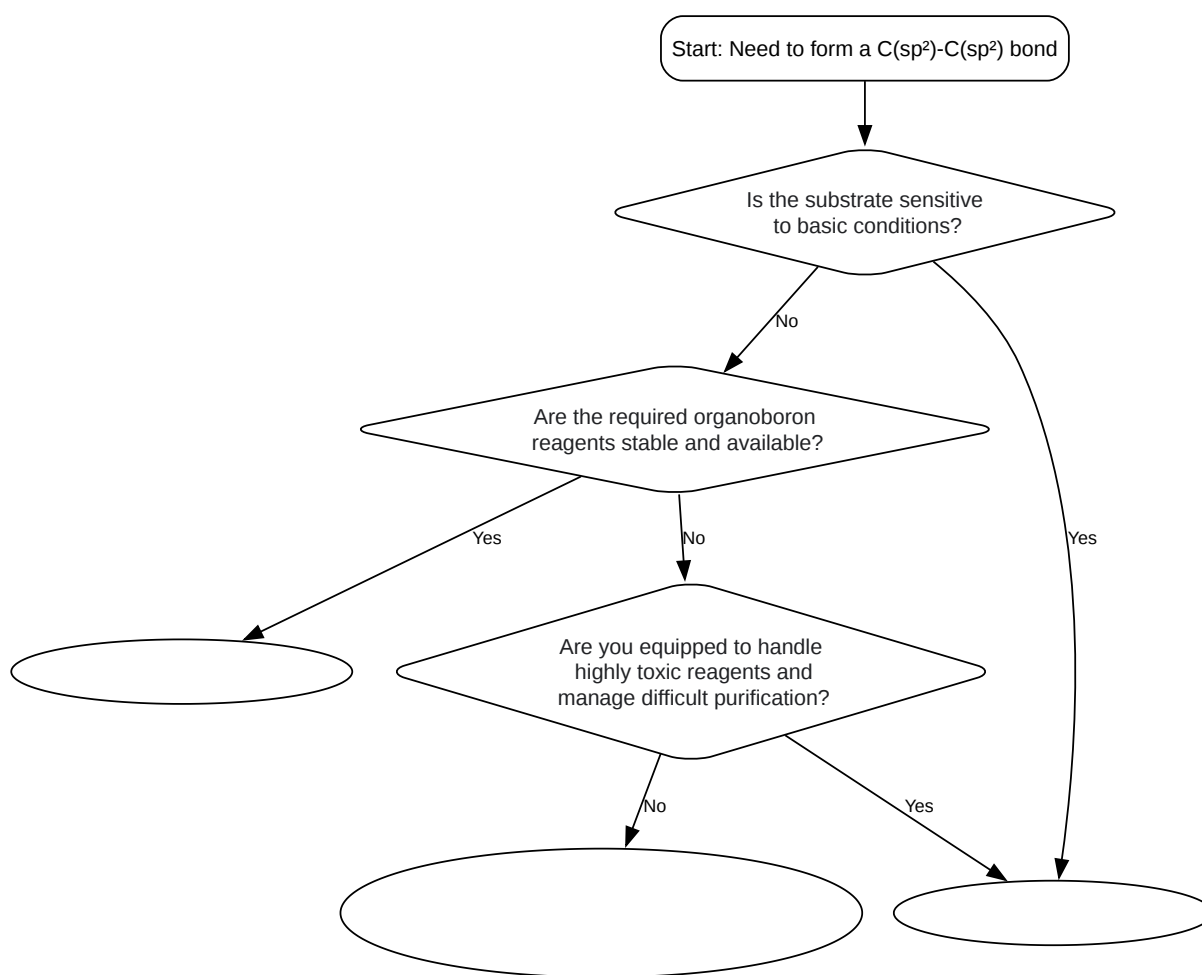 Start: Need to form a C(sp²)-C(sp²) bond
Is the substrate sensitive
to basic conditions?
No
Are the required organoboron
reagents stable and available?
Yes
No
Yes
Are you equipped to handle
highly toxic reagents and
manage difficult purification?
No
Yes